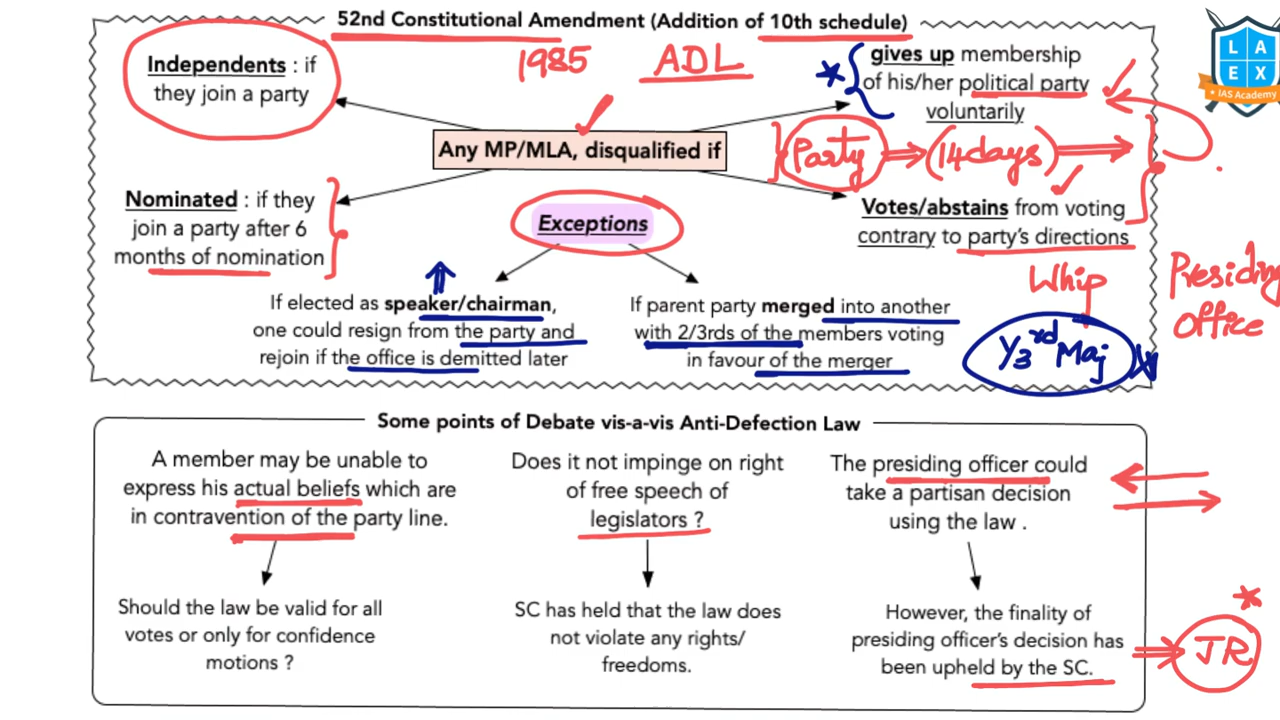 52nd Constitutional Amendment (Addition of 10th schedule)
1985 ADL
L A
E X
IAS Academy
Independents : if
they join a party
gives up membership
of his/her political party
voluntarily
Any MP/MLA, disqualified if
Party ⇒ (14 days)
Nominated : if they
join a party after 6
months of nomination
Exceptions
Votes/abstains from voting
contrary to party's directions
Whip
Presiding
office
If elected as speaker/chairman,
one could resign from the party and
rejoin if the office is demitted later
If parent party merged into another
with 2/3rds of the members voting
in favour of the merger
1/3rd Maj
Some points of Debate vis-a-vis Anti-Defection Law
A member may be unable to
express his actual beliefs which are
in contravention of the party line.
Does it not impinge on right
of free speech of
legislators ?
The presiding officer could
take a partisan decision
using the law .
Should the law be valid for all
votes or only for confidence
motions ?
SC has held that the law does
not violate any rights/
freedoms.
However, the finality of
presiding officer's decision has
been upheld by the SC.
JR